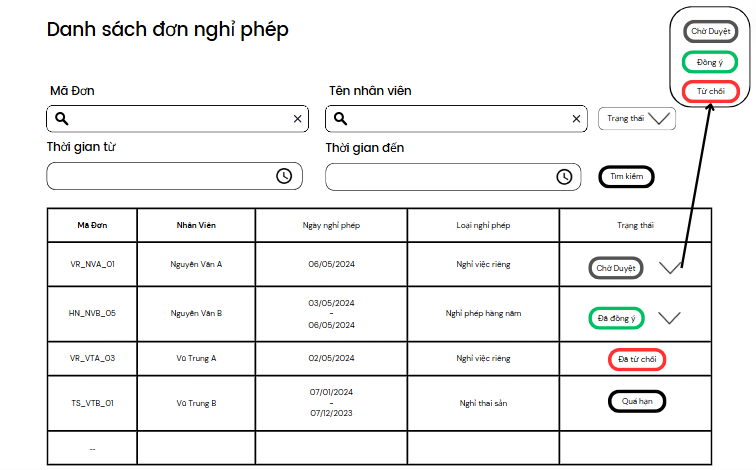 Danh sách đơn nghỉ phép
Chờ Duyệt
Đồng ý
Từ chối
Mã Đơn
Tên nhân viên
Trạng thái
Thời gian từ
Thời gian đến
Tìm kiếm
Mã Đơn Nhân Viên Ngày nghỉ phép Loại nghỉ phép Trạng thái
VR_NVA_01 Nguyễn Văn A 06/05/2024 Nghỉ việc riêng Chờ Duyệt
HN_NVB_05 Nguyễn Văn B 03/05/2024
-
06/05/2024 Nghỉ phép hàng năm Đã đồng ý
VR_VTA_03 Vũ Trung A 02/05/2024 Nghỉ việc riêng Đã từ chối
TS_VTB_01 Vũ Trung B 07/01/2024
-
07/12/2023 Nghỉ thai sản Quá hạn
...